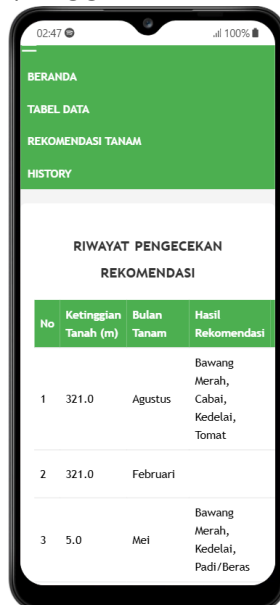 02:47
100%
BERANDA
TABEL DATA
REKOMENDASI TANAM
HISTORY
RIWAYAT PENGECEKAN
REKOMENDASI
No Ketinggian Tanah (m) Bulan Tanam Hasil Rekomendasi
1 321.0 Agustus Bawang Merah, Cabai, Kedelai, Tomat
2 321.0 Februari
3 5.0 Mei Bawang Merah, Kedelai, Padi/Beras